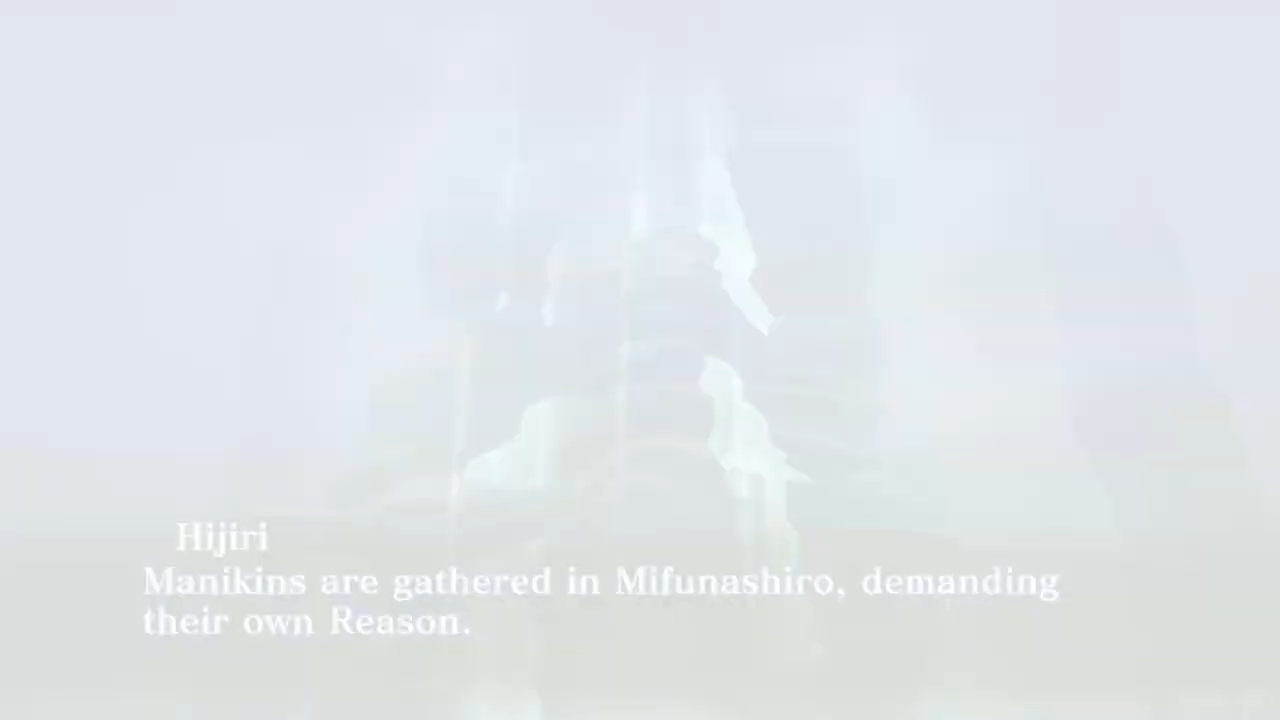 Hijiri
Manikins are gathered in Mifunashiro, demanding
their own Reason.